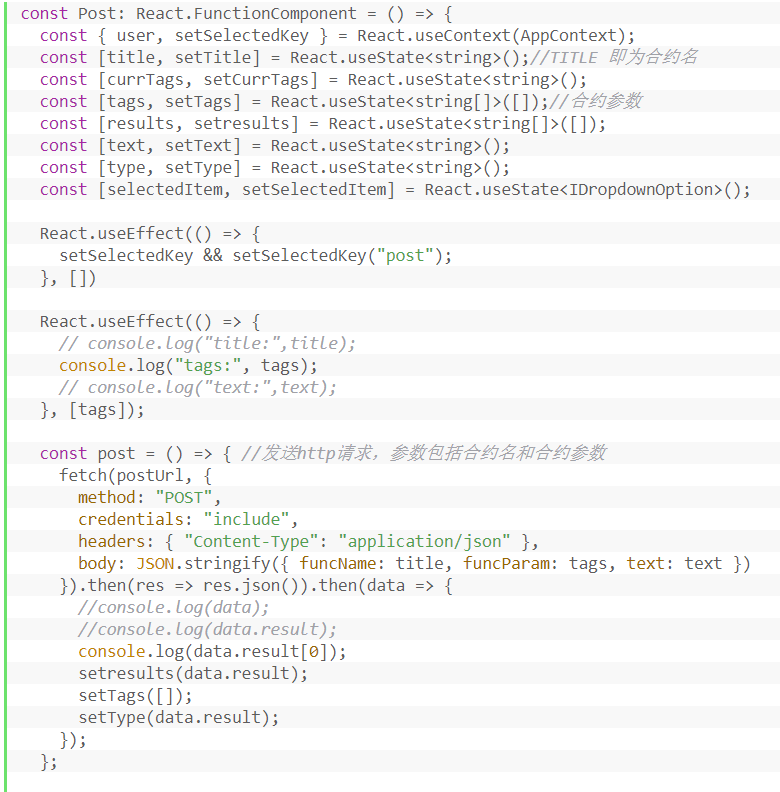 const Post: React.FunctionComponent = () => {
  const { user, setSelectedKey } = React.useContext(AppContext);
  const [title, setTitle] = React.useState<string>();//TITLE 即为合约名
  const [currTags, setCurrTags] = React.useState<string>();
  const [tags, setTags] = React.useState<string[]>([]);//合约参数
  const [results, setresults] = React.useState<string[]>([]);
  const [text, setText] = React.useState<string>();
  const [type, setType] = React.useState<string>();
  const [selectedItem, setSelectedItem] = React.useState<IDropdownOption>();

  React.useEffect(() => {
    setSelectedKey && setSelectedKey("post");
  }, [])

  React.useEffect(() => {
    // console.log("title:",title);
    console.log("tags:", tags);
    // console.log("text:",text);
  }, [tags]);

  const post = () => { //发送http请求，参数包括合约名和合约参数
    fetch(postUrl, {
      method: "POST",
      credentials: "include",
      headers: { "Content-Type": "application/json" },
      body: JSON.stringify({ funcName: title, funcParam: tags, text: text })
    }).then(res => res.json()).then(data => {
      //console.log(data);
      //console.log(data.result);
      console.log(data.result[0]);
      setresults(data.result);
      setTags([]);
      setType(data.result);
    });
  };